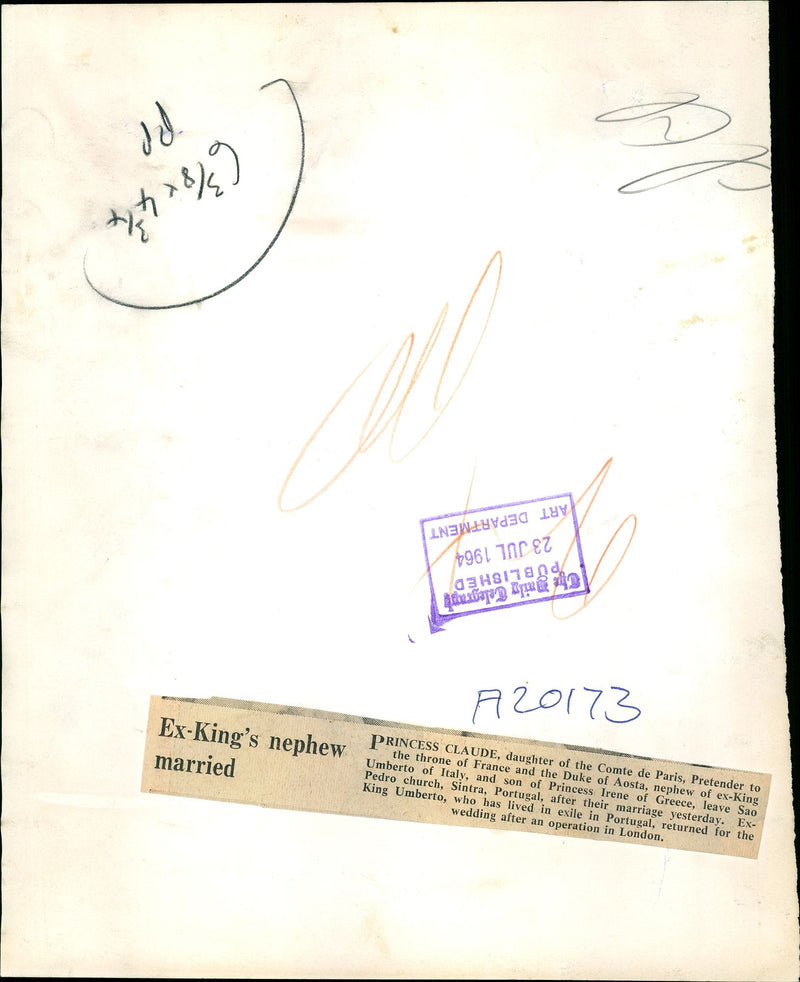 6 3/8 x 4 3/4
The Daily Telegraph
PUBLISHED
23 JUL 1964
ART DEPARTMENT
A20173
Ex-King's nephew
married
PRINCESS CLAUDE, daughter of the Comte de Paris, Pretender to
the throne of France and the Duke of Aosta, nephew of ex-King
Umberto of Italy, and son of Princess Irene of Greece, leave Sao
Pedro church, Sintra, Portugal, after their marriage yesterday. Ex-
King Umberto, who has lived in exile in Portugal, returned for the
wedding after an operation in London.